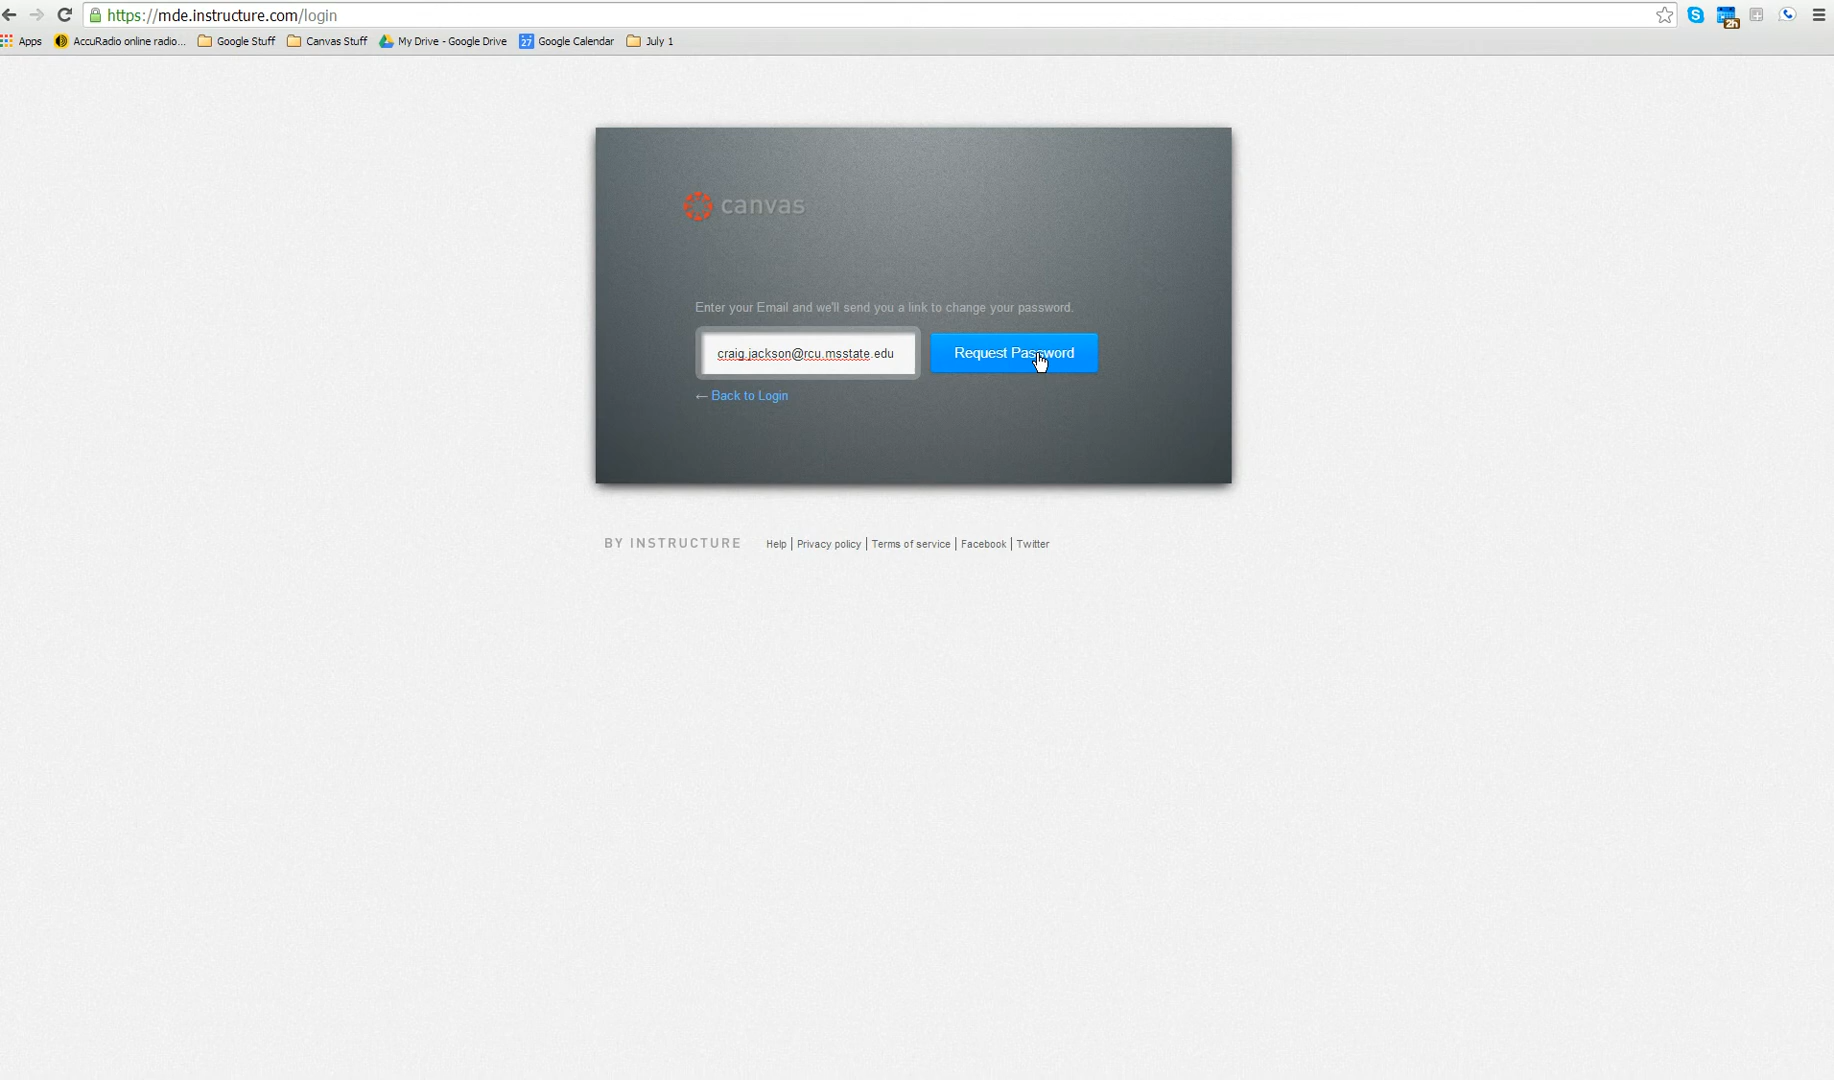 https://mde.instructure.com/login
Apps AccuRadio online radio... Google Stuff Canvas Stuff My Drive - Google Drive 27 Google Calendar July 1
2h
canvas
Enter your Email and we'll send you a link to change your password.
craig.jackson@rcu.msstate.edu Request Password
← Back to Login
BY INSTRUCTURE Help | Privacy policy | Terms of service | Facebook | Twitter